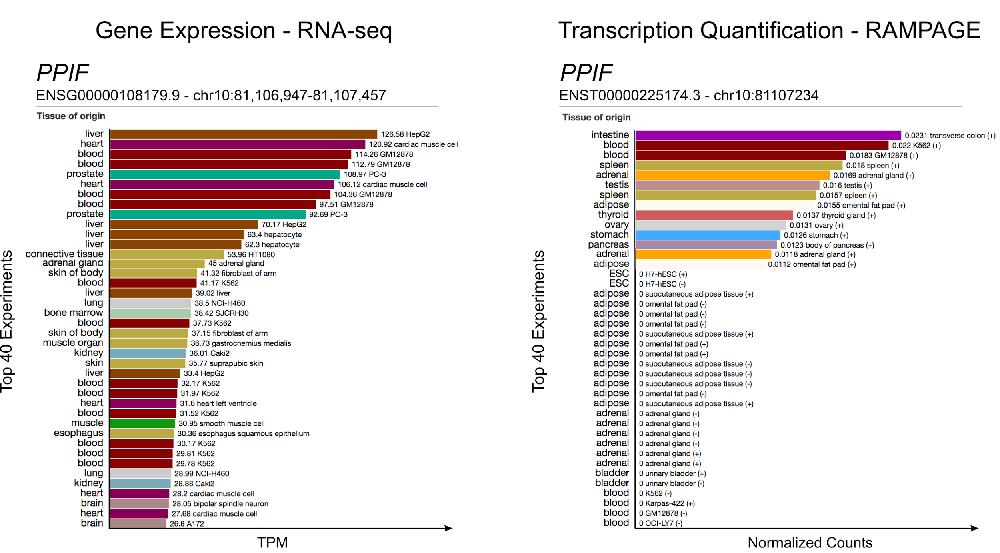 Gene Expression - RNA-seq
PPIF
ENSG00000108179.9 - chr10:81,106,947-81,107,457
Tissue of origin
Top 40 Experiments
liver 126.58 HepG2
heart 120.92 cardiac muscle cell
blood 114.26 GM12878
blood 112.79 GM12878
prostate 108.97 PC-3
heart 106.12 cardiac muscle cell
blood 104.36 GM12878
blood 97.51 GM12878
prostate 92.69 PC-3
liver 70.17 HepG2
liver 63.4 hepatocyte
liver 62.3 hepatocyte
connective tissue 53.96 HT1080
adrenal gland 45 adrenal gland
skin of body 41.32 fibroblast of arm
blood 41.17 K562
liver 39.02 liver
lung 38.5 NCI-H460
bone marrow 38.42 SJCRH30
blood 37.73 K562
skin of body 37.15 fibroblast of arm
muscle organ 36.73 gastrocnemius medialis
kidney 36.01 Caki2
skin 35.77 suprapubic skin
liver 33.4 HepG2
blood 32.17 K562
blood 31.97 K562
heart 31.6 heart left ventricle
blood 31.52 K562
muscle 30.95 smooth muscle cell
esophagus 30.36 esophagus squamous epithelium
blood 30.17 K562
blood 29.81 K562
blood 29.78 K562
lung 28.99 NCI-H460
kidney 28.88 Caki2
heart 28.2 cardiac muscle cell
brain 28.05 bipolar spindle neuron
heart 27.68 cardiac muscle cell
brain 26.8 A172
TPM
Transcription Quantification - RAMPAGE
PPIF
ENST00000225174.3 - chr10:81107234
Tissue of origin
Top 40 Experiments
intestine 0.0231 transverse colon (+)
blood 0.022 K562 (+)
blood 0.0183 GM12878 (+)
spleen 0.018 spleen (+)
adrenal 0.0169 adrenal gland (+)
testis 0.016 testis (+)
spleen 0.0157 spleen (+)
adipose 0.0155 omental fat pad (+)
thyroid 0.0137 thyroid gland (+)
ovary 0.0131 ovary (+)
stomach 0.0126 stomach (+)
pancreas 0.0123 body of pancreas (+)
adrenal 0.0118 adrenal gland (+)
adipose 0.0112 omental fat pad (+)
ESC 0 H7-hESC (+)
ESC 0 H7-hESC (-)
adipose 0 subcutaneous adipose tissue (+)
adipose 0 omental fat pad (-)
adipose 0 omental fat pad (-)
adipose 0 omental fat pad (-)
adipose 0 subcutaneous adipose tissue (+)
adipose 0 omental fat pad (+)
adipose 0 omental fat pad (+)
adipose 0 subcutaneous adipose tissue (-)
adipose 0 subcutaneous adipose tissue (-)
adipose 0 subcutaneous adipose tissue (-)
adipose 0 omental fat pad (-)
adipose 0 subcutaneous adipose tissue (+)
adrenal 0 adrenal gland (-)
adrenal 0 adrenal gland (-)
adrenal 0 adrenal gland (-)
adrenal 0 adrenal gland (-)
adrenal 0 adrenal gland (+)
adrenal 0 adrenal gland (+)
bladder 0 urinary bladder (+)
bladder 0 urinary bladder (-)
blood 0 K562 (-)
blood 0 Karpas-422 (+)
blood 0 GM12878 (-)
blood 0 OCI-LY7 (-)
Normalized Counts